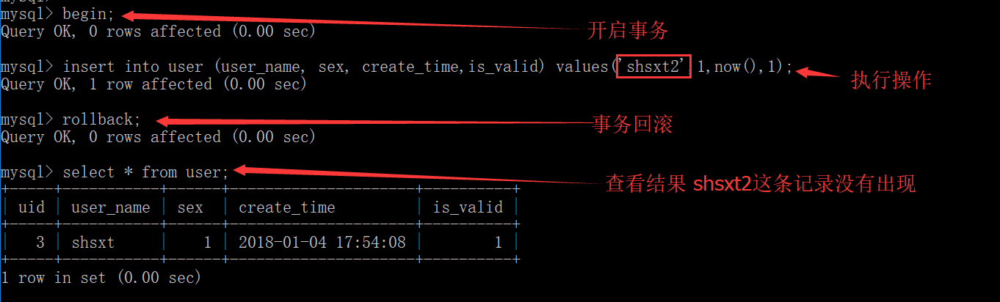 mysql> begin;
开启事务
Query OK, 0 rows affected (0.00 sec)
mysql> insert into user (user_name, sex, create_time,is_valid) values('shsxt2',1,now(),1);
执行操作
Query OK, 1 row affected (0.00 sec)
mysql> rollback;
事务回滚
Query OK, 0 rows affected (0.00 sec)
mysql> select * from user;
查看结果 shsxt2这条记录没有出现
+-----+-----------+------+---------------------+----------+
| uid | user_name | sex | create_time | is_valid |
+-----+-----------+------+---------------------+----------+
| 3 | shsxt | 1 | 2018-01-04 17:54:08 | 1 |
+-----+-----------+------+---------------------+----------+
1 row in set (0.00 sec)